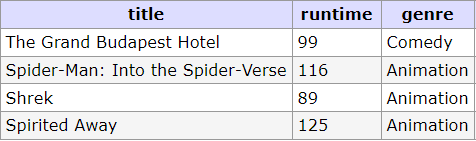 title runtime genre
The Grand Budapest Hotel 99 Comedy
Spider-Man: Into the Spider-Verse 116 Animation
Shrek 89 Animation
Spirited Away 125 Animation